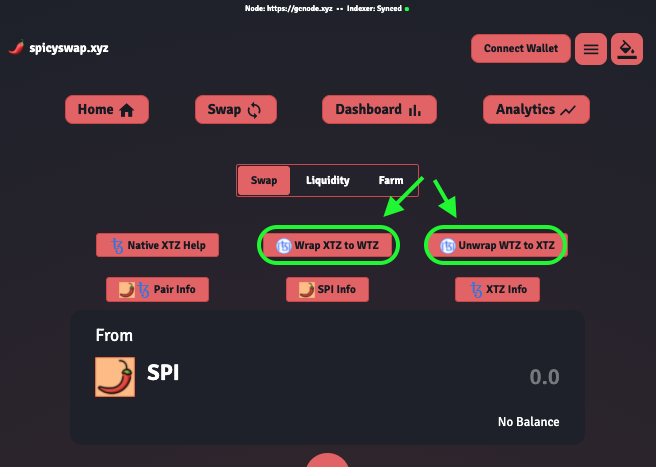 Node: https://gcnode.xyz •• Indexer: Synced
spicyswap.xyz
Connect Wallet
Home
Swap
Dashboard
Analytics
Swap
Liquidity
Farm
Native XTZ Help
Wrap XTZ to WTZ
Unwrap WTZ to XTZ
Pair Info
SPI Info
XTZ Info
From
SPI
0.0
No Balance